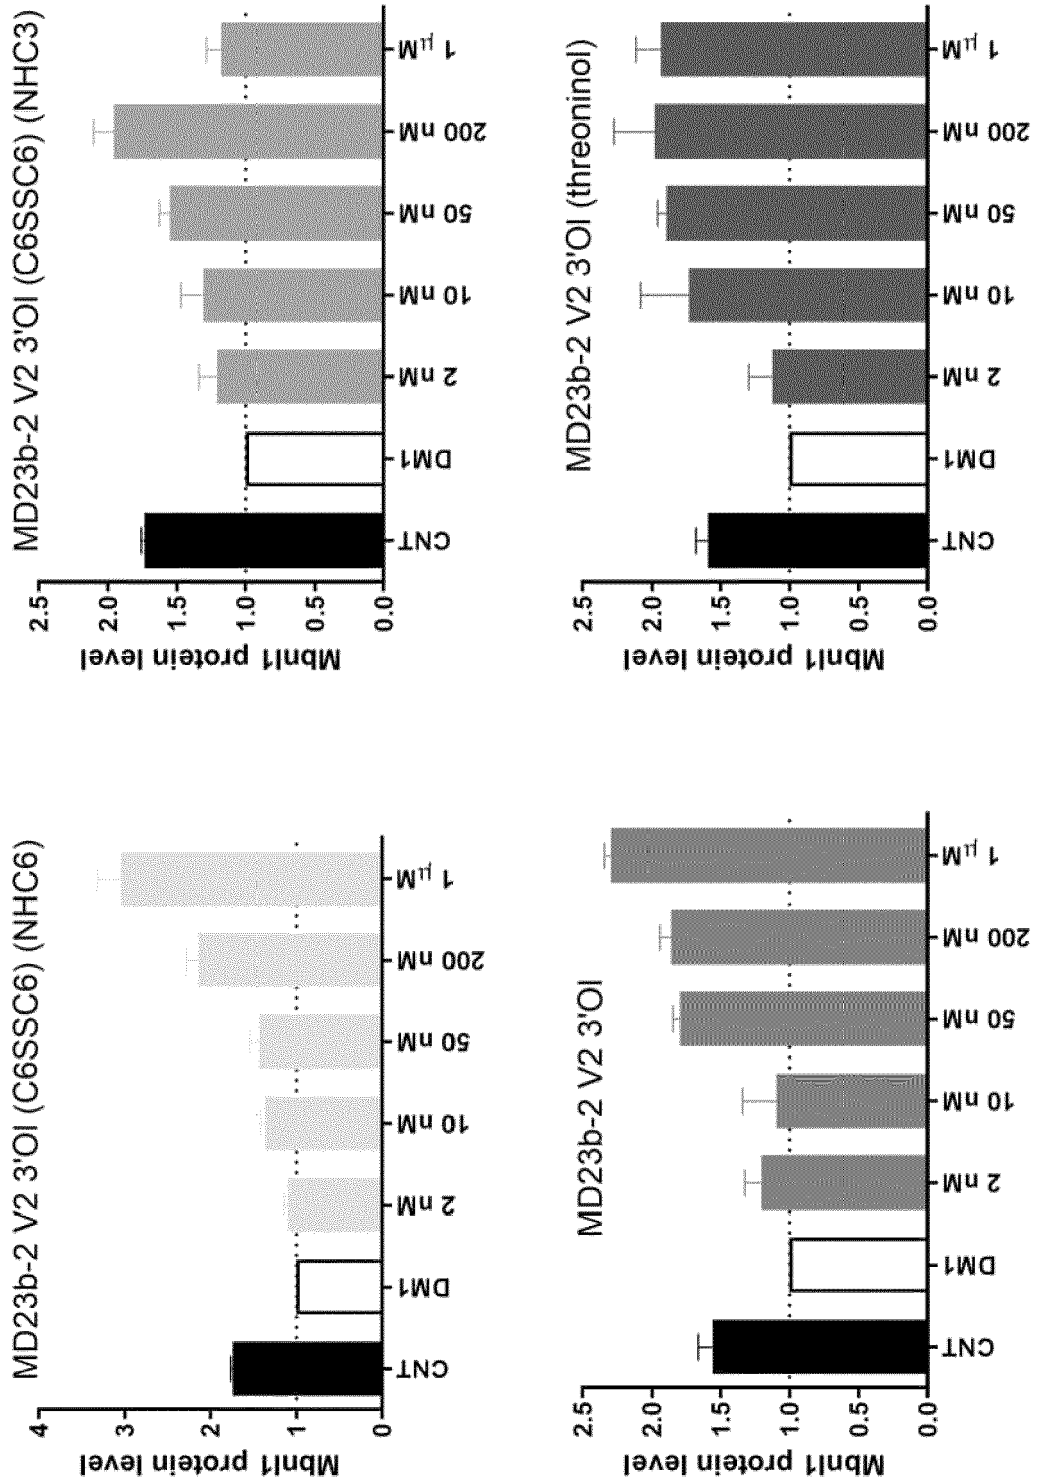 MD23b-2 V2 3'Ol (C6SSC6) (NHC6)
Mbnl1 protein level
4
3
2
1
0
CNT
DM1
2 nM
10 nM
50 nM
200 nM
1 µM
MD23b-2 V2 3'Ol (C6SSC6) (NHC3)
Mbnl1 protein level
2.5
2.0
1.5
1.0
0.5
0.0
CNT
DM1
2 nM
10 nM
50 nM
200 nM
1 µM
MD23b-2 V2 3'Ol
Mbnl1 protein level
2.5
2.0
1.5
1.0
0.5
0.0
CNT
DM1
2 nM
10 nM
50 nM
200 nM
1 µM
MD23b-2 V2 3'Ol (threoninol)
Mbnl1 protein level
2.5
2.0
1.5
1.0
0.5
0.0
CNT
DM1
2 nM
10 nM
50 nM
200 nM
1 µM